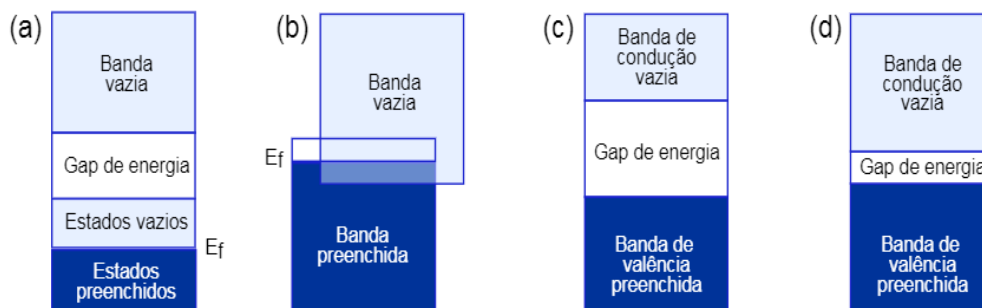 (a)
Banda
vazia
Gap de energia
Estados vazios
Ef
Estados
preenchidos
(b)
Banda
vazia
Ef
Banda
preenchida
(c)
Banda de
condução
vazia
Gap de energia
Banda de
valência
preenchida
(d)
Banda de
condução
vazia
Gap de energia
Banda de
valência
preenchida